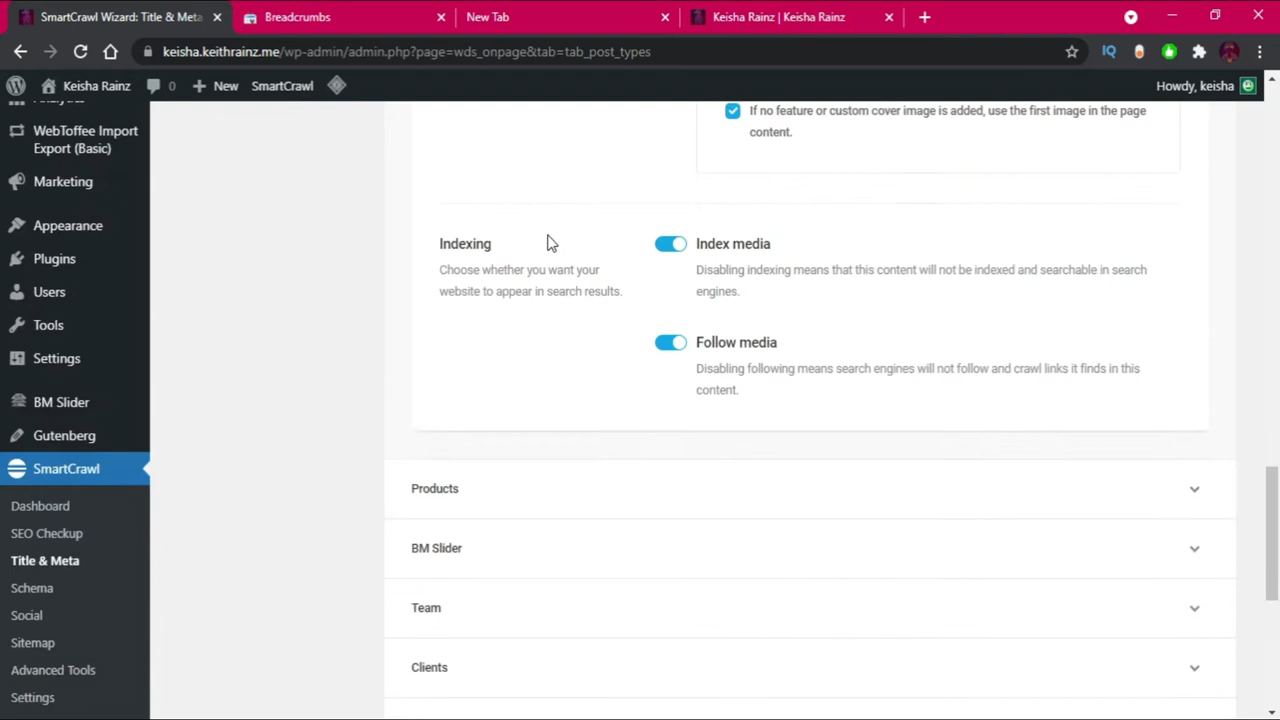 SmartCrawl Wizard: Title & Meta
Breadcrumbs
New Tab
Keisha Rainz | Keisha Rainz
keisha.keithrainz.me/wp-admin/admin.php?page=wds_onpage&tab=tab_post_types
IQ
Keisha Rainz
0
New
SmartCrawl
Howdy, keisha
Analytics
WebToffee Import
Export (Basic)
Marketing
Appearance
Plugins
Users
Tools
Settings
BM Slider
Gutenberg
SmartCrawl
Dashboard
SEO Checkup
Title & Meta
Schema
Social
Sitemap
Advanced Tools
Settings
If no feature or custom cover image is added, use the first image in the page
content.
Indexing
Choose whether you want your
website to appear in search results.
Index media
Disabling indexing means that this content will not be indexed and searchable in search
engines.
Follow media
Disabling following means search engines will not follow and crawl links it finds in this
content.
Products
BM Slider
Team
Clients